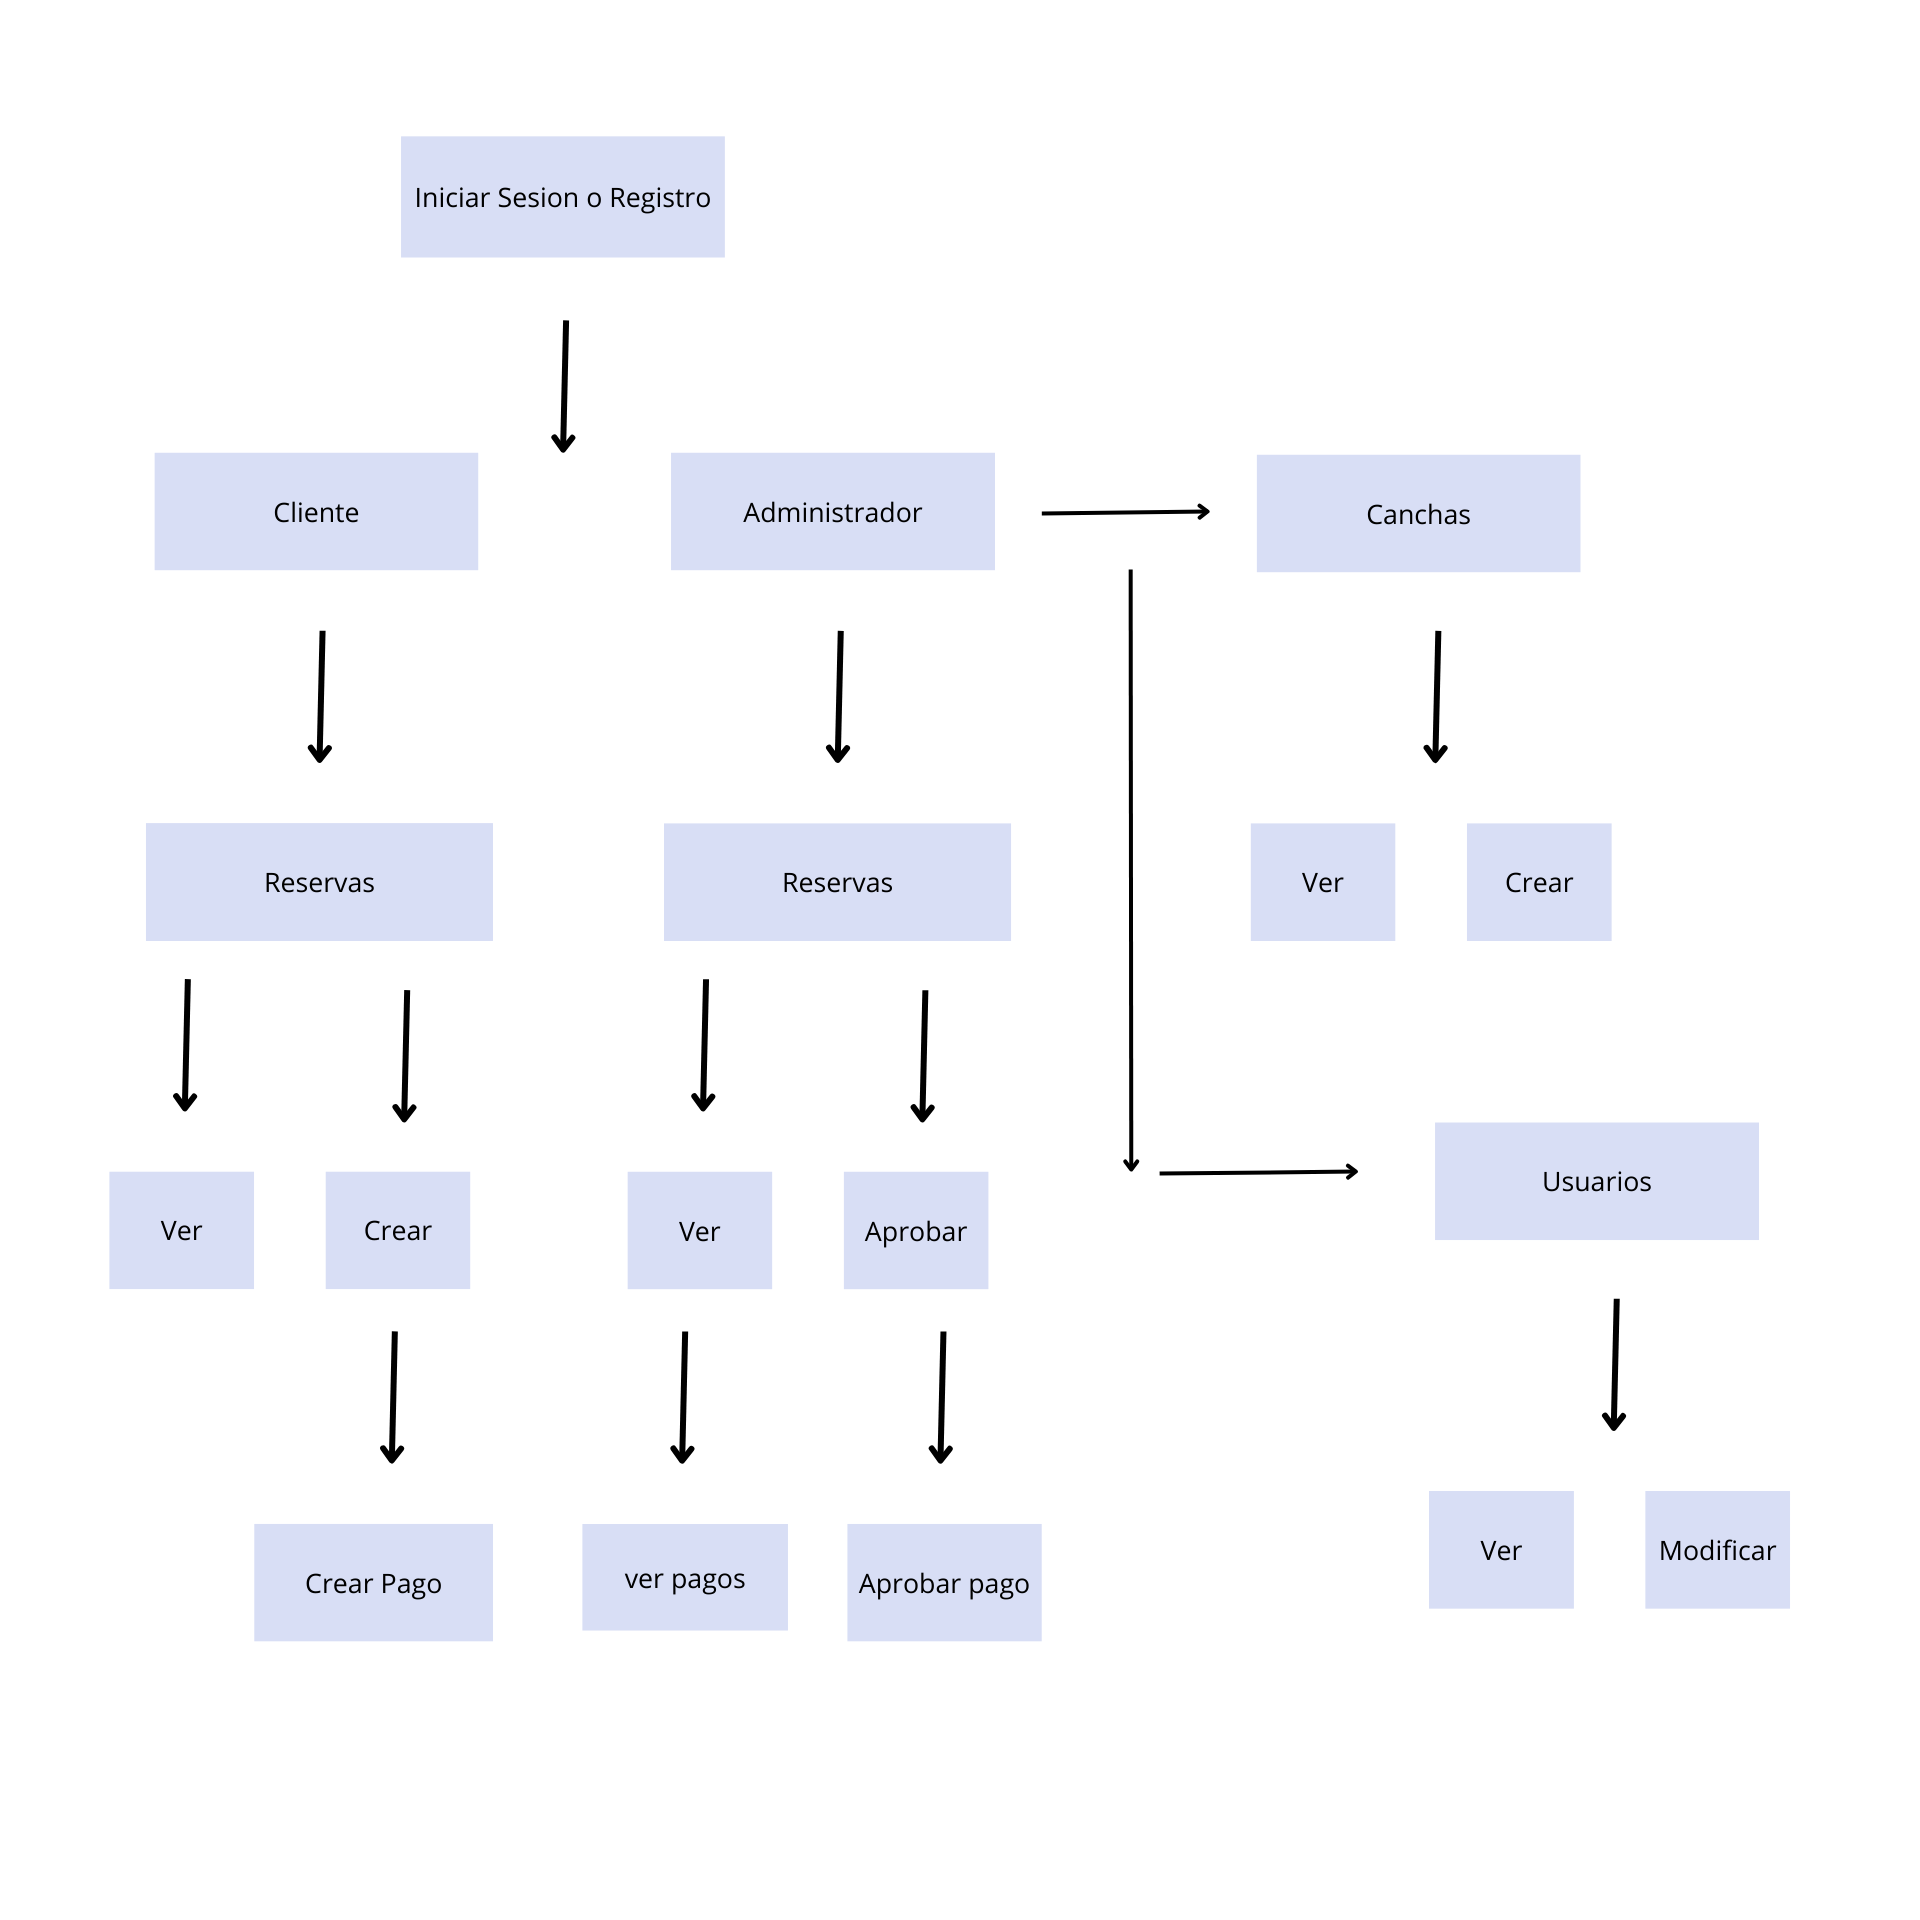 Iniciar Sesion o Registro
Cliente
Administrador
Canchas
Reservas
Reservas
Ver
Crear
Ver
Crear
Ver
Aprobar
Usuarios
Crear Pago
ver pagos
Aprobar pago
Ver
Modificar